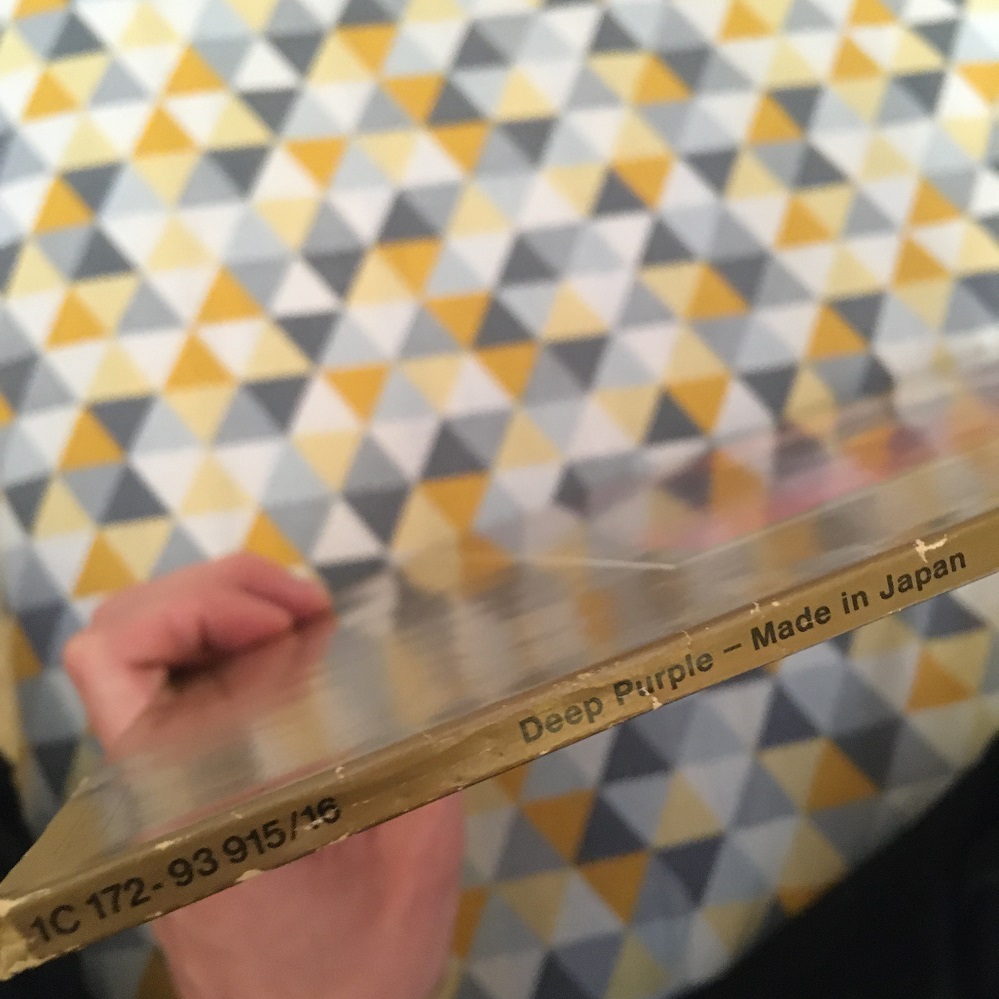 1C 172-93 915/16 Deep Purple – Made in Japan